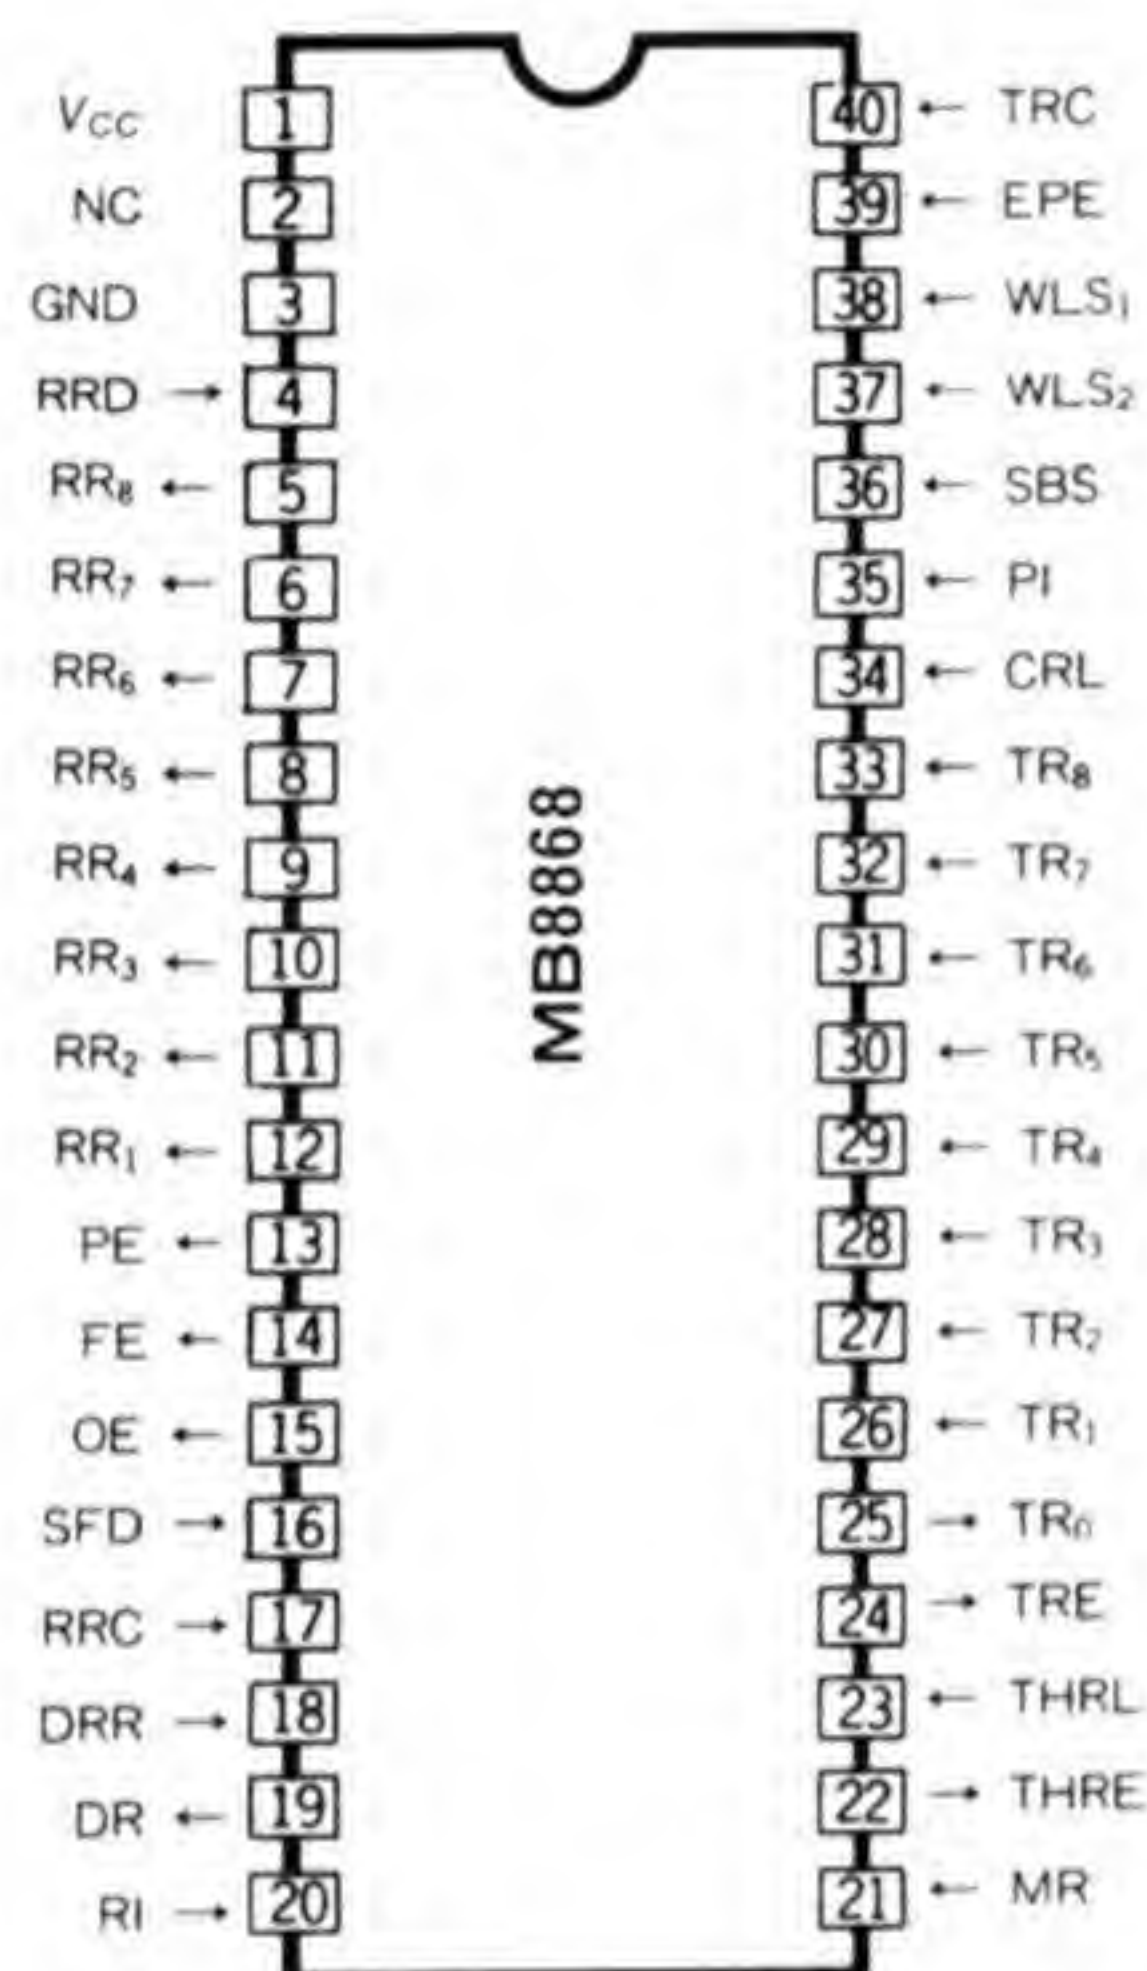 V_CC 1 40 ← TRC
NC 2 39 ← EPE
GND 3 38 ← WLS₁
RRD → 4 37 ← WLS₂
RR₈ ← 5 36 ← SBS
RR₇ ← 6 35 ← PI
RR₆ ← 7 34 ← CRL
RR₅ ← 8 33 ← TR₈
RR₄ ← 9 32 ← TR₇
RR₃ ← 10 31 ← TR₆
RR₂ ← 11 30 ← TR₅
RR₁ ← 12 29 ← TR₄
PE ← 13 28 ← TR₃
FE ← 14 27 ← TR₂
OE ← 15 26 ← TR₁
SFD → 16 25 → TR₀
RRC → 17 24 → TRE
DRR → 18 23 ← THRL
DR ← 19 22 → THRE
RI → 20 21 ← MR
MB8868